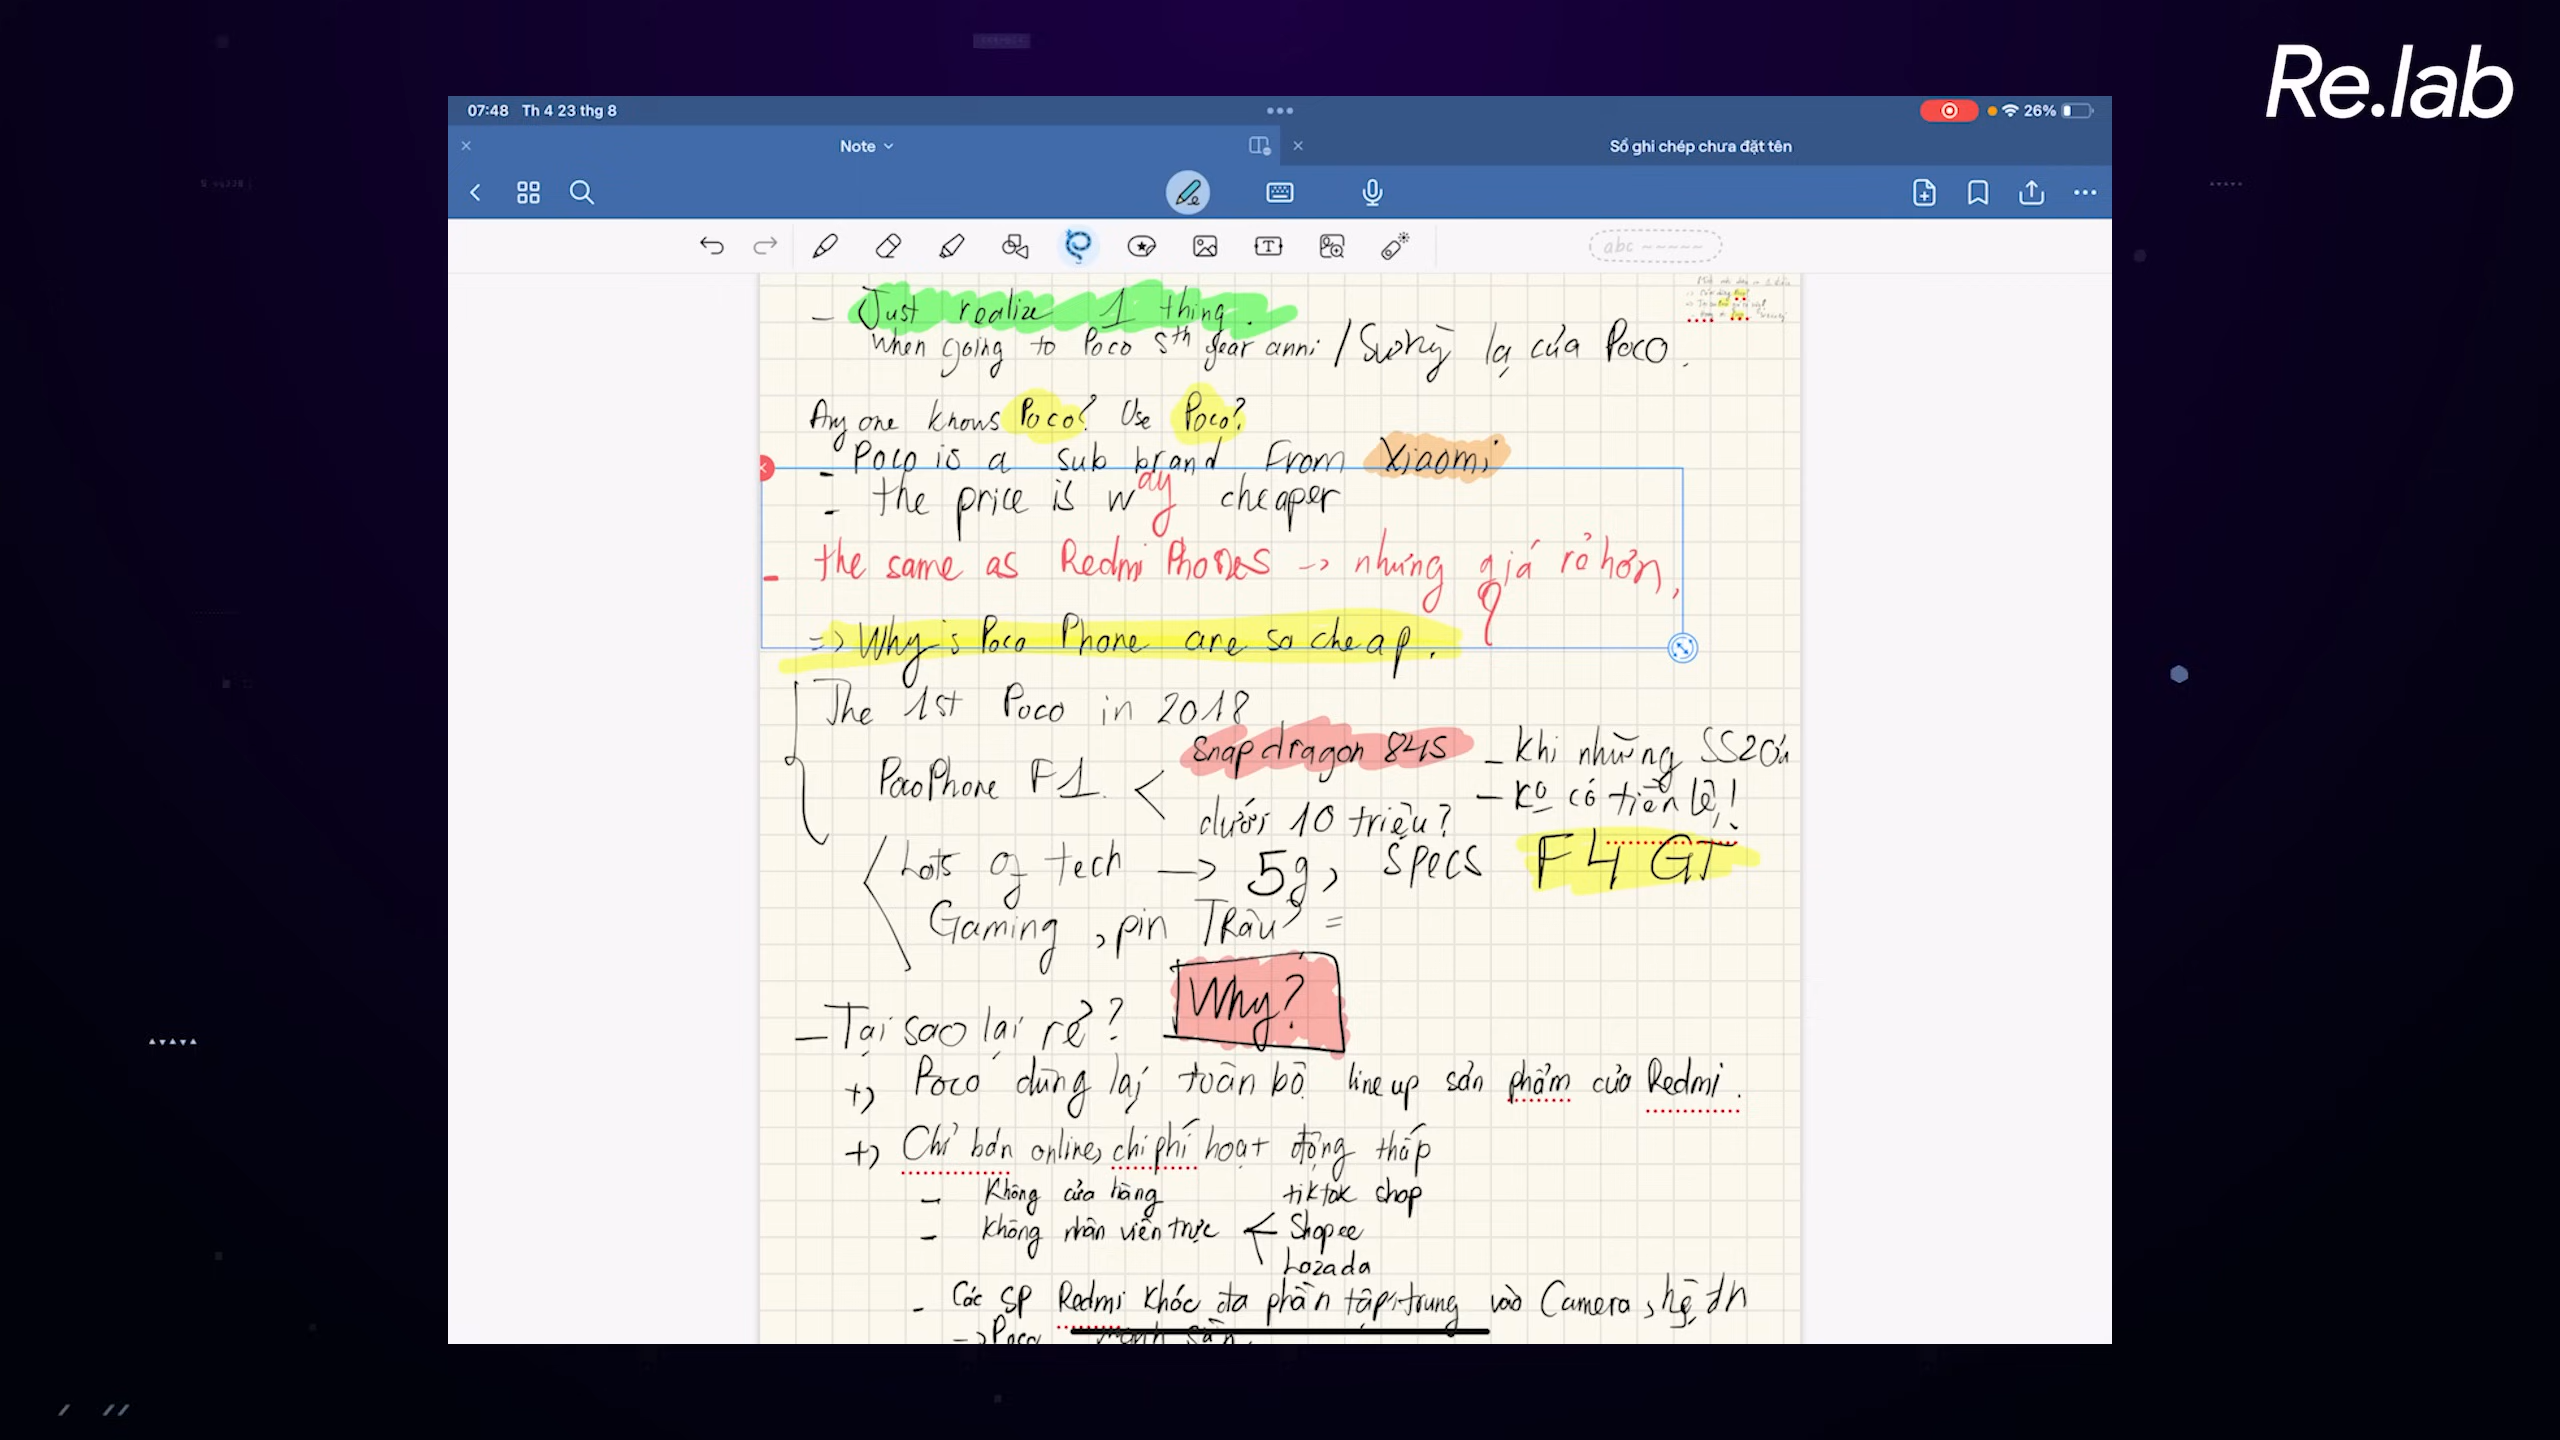 Re.lab
07:48 Th 4 23 thg 8
26%
Note
Sổ ghi chép chưa đặt tên
abc
- Just realize 1 thing.
when going to Poco 5th year anni / Sự kỳ lạ của Poco.
Any one knows Poco? Use Poco?
- Poco is a sub brand From Xiaomi
- the price is way cheaper
- the same as Redmi Phones -> nhưng giá rẻ hơn,
=> Why is Poco Phone are so cheap.
The 1st Poco in 2018
Snapdragon 845 - Khi những SS20
PocoPhone F1. <
dưới 10 triệu? - Ko có tiền lệ!
Lots of tech -> 5g, specs F4 GT
Gaming, pin Trâu =
- Tại sao lại rẻ? Why?
+) Poco dùng lại toàn bộ line up sản phẩm của Redmi.
+) Chỉ bán online, chi phí hoạt động thấp
- Không cửa hàng tiktok shop
- Không nhân viên trực < Shopee
Lazada
- Các SP Redmi khác đa phần tập trung vào Camera, hệ đh
-> Poco